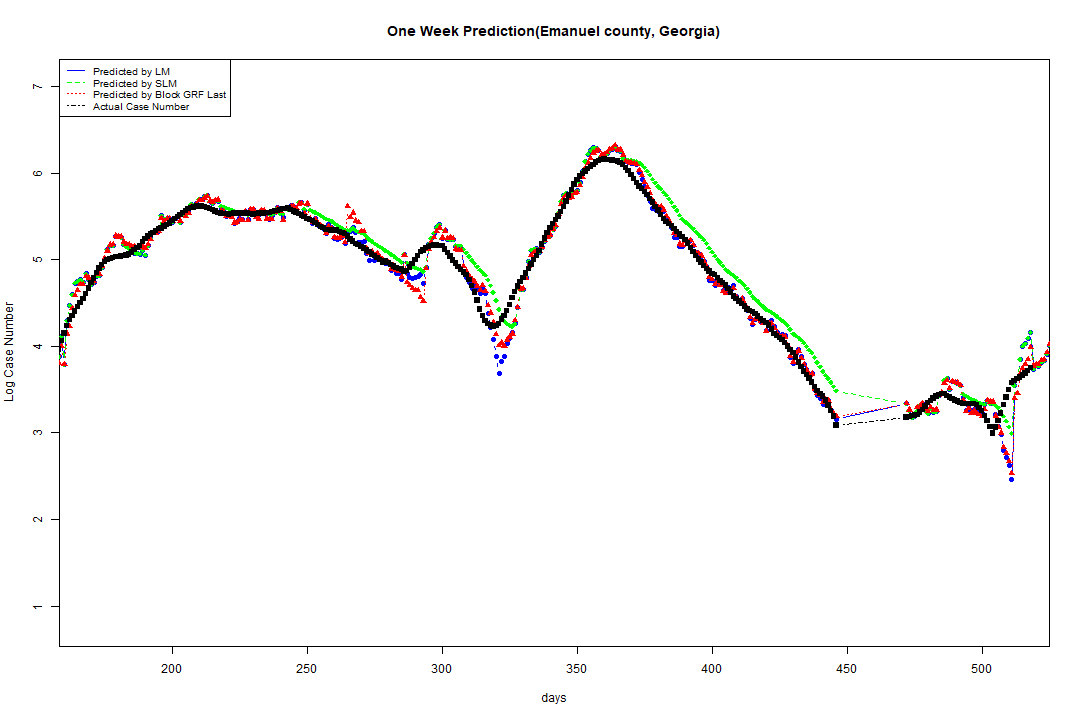 One Week Prediction(Emanuel county, Georgia)
Predicted by LM
Predicted by SLM
Predicted by Block GRF Last
Actual Case Number
7
6
5
4
3
2
1
Log Case Number
200 250 300 350 400 450 500
days